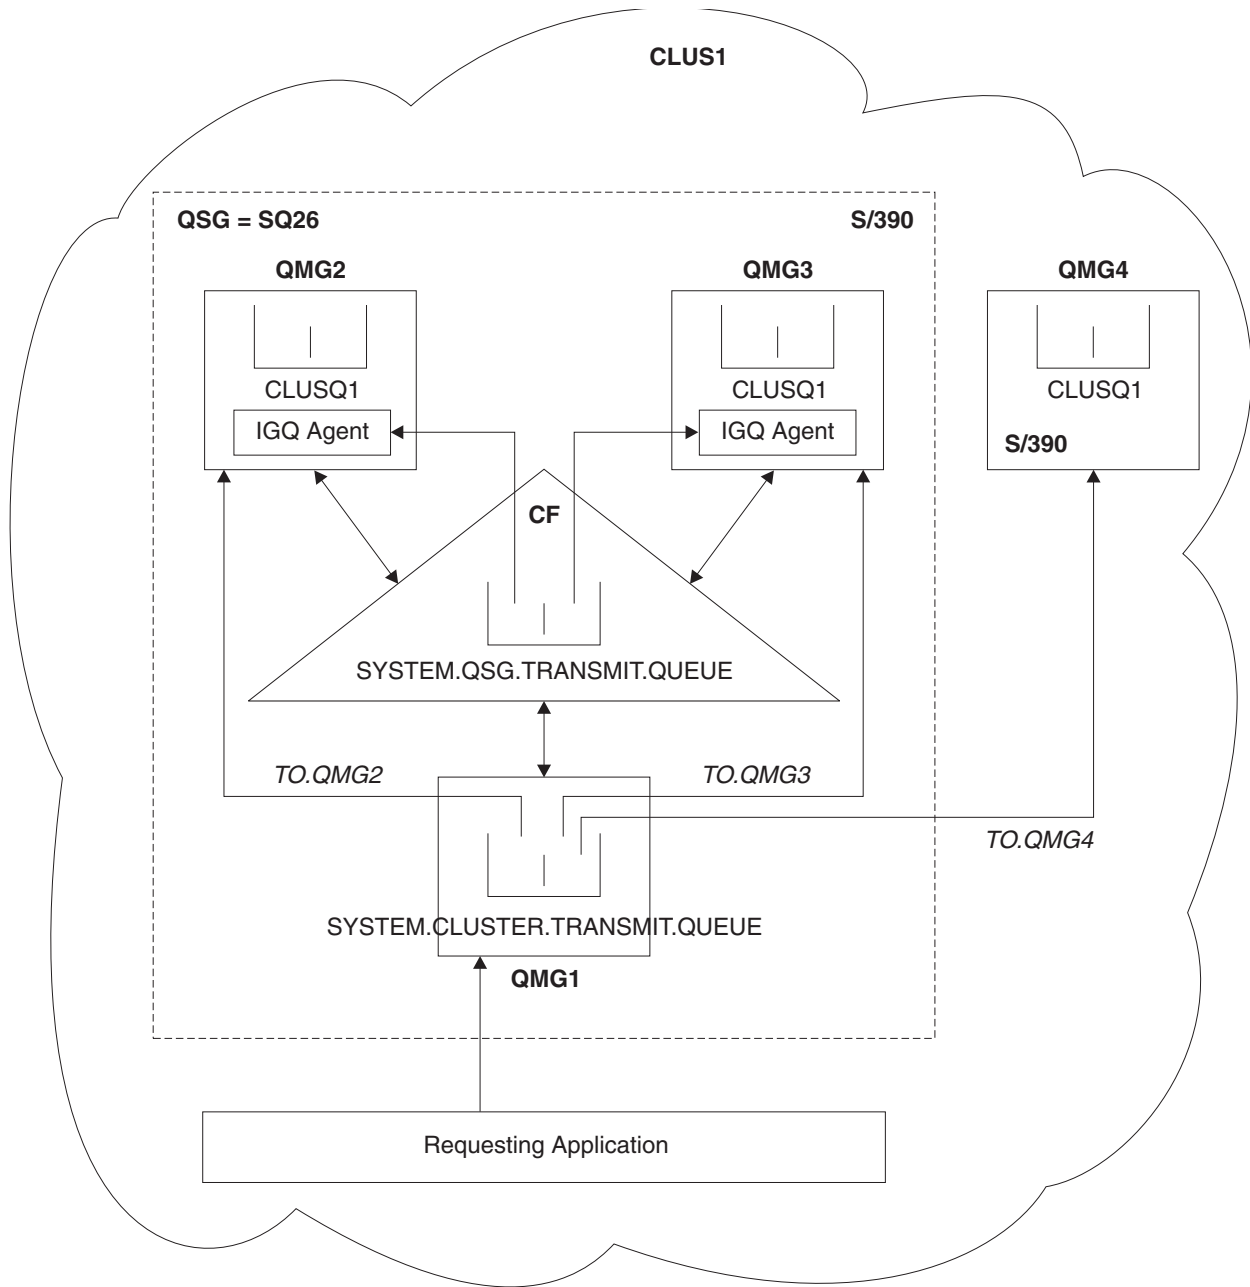 CLUS1
QSG = SQ26
S/390
QMG2
QMG3
QMG4
CLUSQ1
CLUSQ1
CLUSQ1
IGQ Agent
IGQ Agent
S/390
CF
SYSTEM.QSG.TRANSMIT.QUEUE
TO.QMG2
TO.QMG3
TO.QMG4
SYSTEM.CLUSTER.TRANSMIT.QUEUE
QMG1
Requesting Application